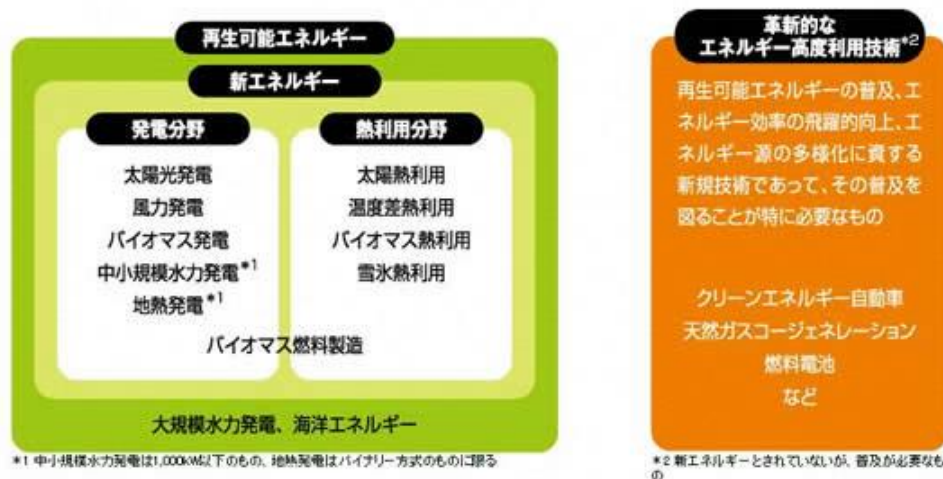 再生可能エネルギー
新エネルギー
発電分野
太陽光発電
風力発電
バイオマス発電
中小規模水力発電*1
地熱発電*1
熱利用分野
太陽熱利用
温度差熱利用
バイオマス熱利用
雪氷熱利用
バイオマス燃料製造
大規模水力発電、海洋エネルギー
*1 中小規模水力発電は1,000kW以下のもの、地熱発電はバイナリー方式のものに限る
革新的な
エネルギー高度利用技術*2
再生可能エネルギーの普及、エ
ネルギー効率の飛躍的向上、エ
ネルギー源の多様化に資する
新規技術であって、その普及を
図ることが特に必要なもの
クリーンエネルギー自動車
天然ガスコージェネレーション
燃料電池
など
*2 新エネルギーとされていないが、普及が必要なも
の